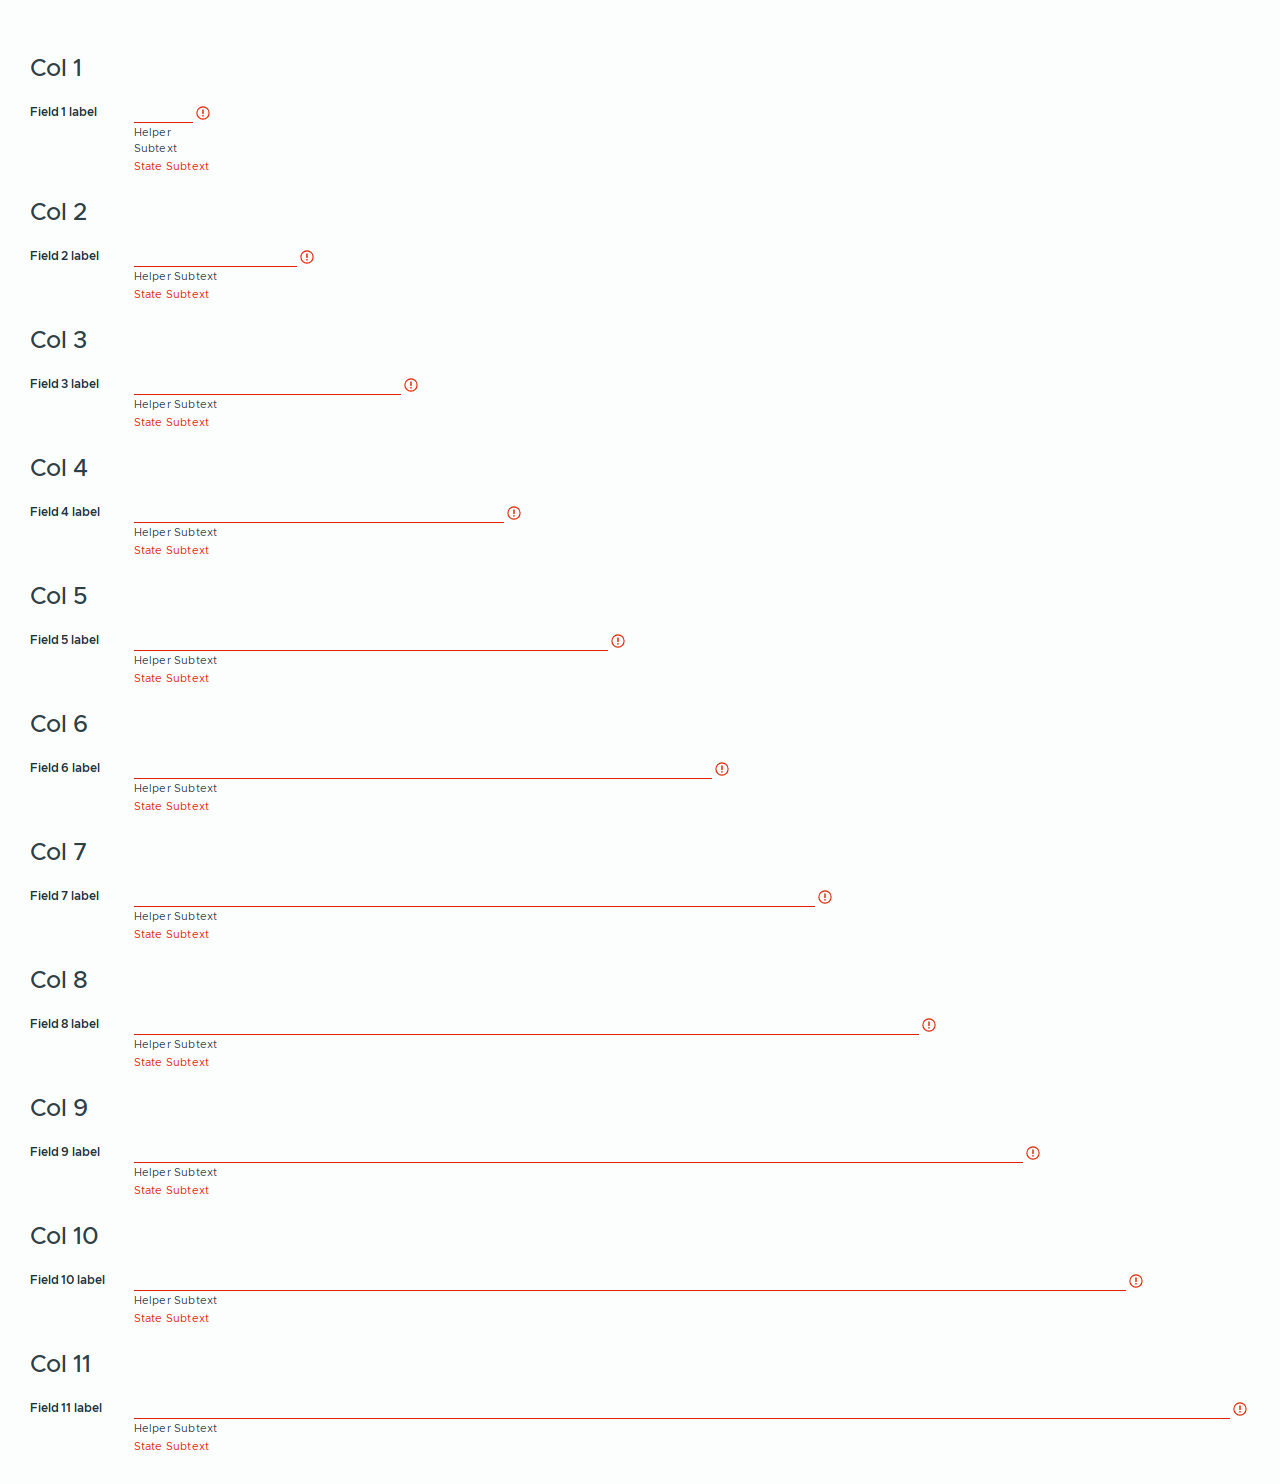 Col 1
Field 1 label
Helper
Subtext
State Subtext
Col 2
Field 2 label
Helper Subtext
State Subtext
Col 3
Field 3 label
Helper Subtext
State Subtext
Col 4
Field 4 label
Helper Subtext
State Subtext
Col 5
Field 5 label
Helper Subtext
State Subtext
Col 6
Field 6 label
Helper Subtext
State Subtext
Col 7
Field 7 label
Helper Subtext
State Subtext
Col 8
Field 8 label
Helper Subtext
State Subtext
Col 9
Field 9 label
Helper Subtext
State Subtext
Col 10
Field 10 label
Helper Subtext
State Subtext
Col 11
Field 11 label
Helper Subtext
State Subtext